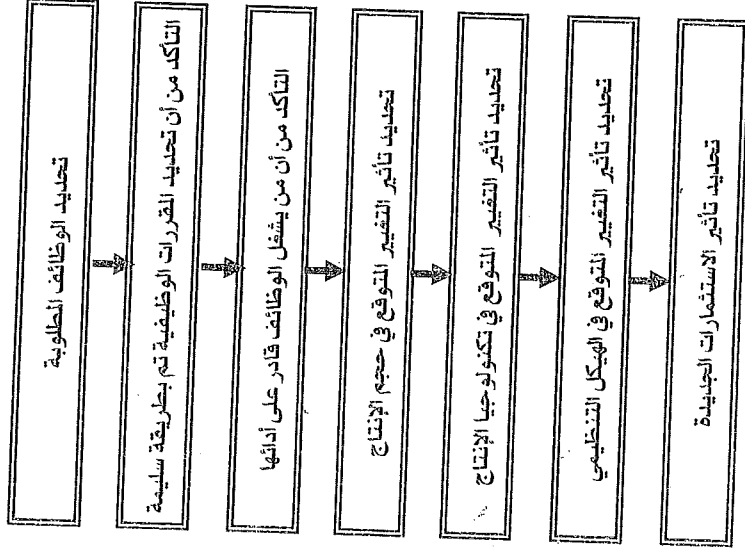 تحديد الوظائف المطلوبة
التأكد من أن تحديد المقررات الوظيفية تم بطريقة سليمة
التأكد من أن من يشغل الوظائف قادر على أدائها
تحديد تأثير التغيير المتوقع في حجم الإنتاج
تحديد تأثير التغيير المتوقع في تكنولوجيا الإنتاج
تحديد تأثير التغيير المتوقع في الهيكل التنظيمي
تحديد تأثير الاستثمارات الجديدة